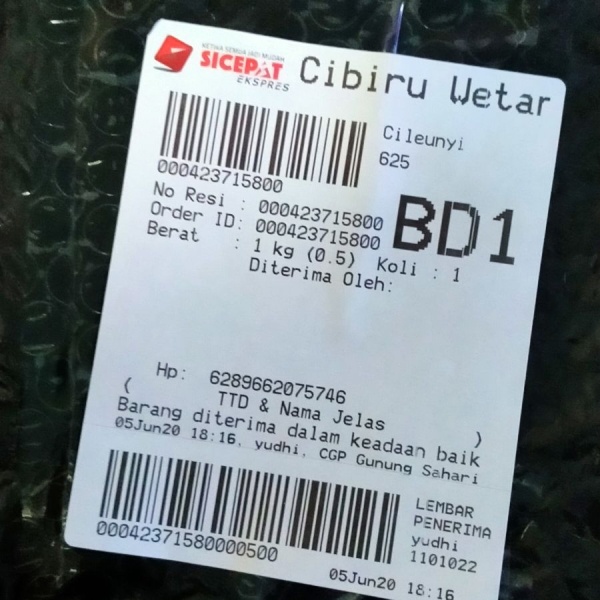 KETIKA SEMUA JADI MUDAH
SICEPAT
EKSPRES
Cibiru Wetar
Cileunyi
625
000423715800
BD1
No Resi : 000423715800
Order ID: 000423715800
Berat : 1 kg (0.5) Koli : 1
Diterima Oleh:
Hp: 6289662075746
( )
TTD & Nama Jelas
Barang diterima dalam keadaan baik
05Jun20 18:16, yudhi, CGP Gunung Sahari
LEMBAR
PENERIMA
yudhi
1101022
00042371580000500
05Jun20 18:16